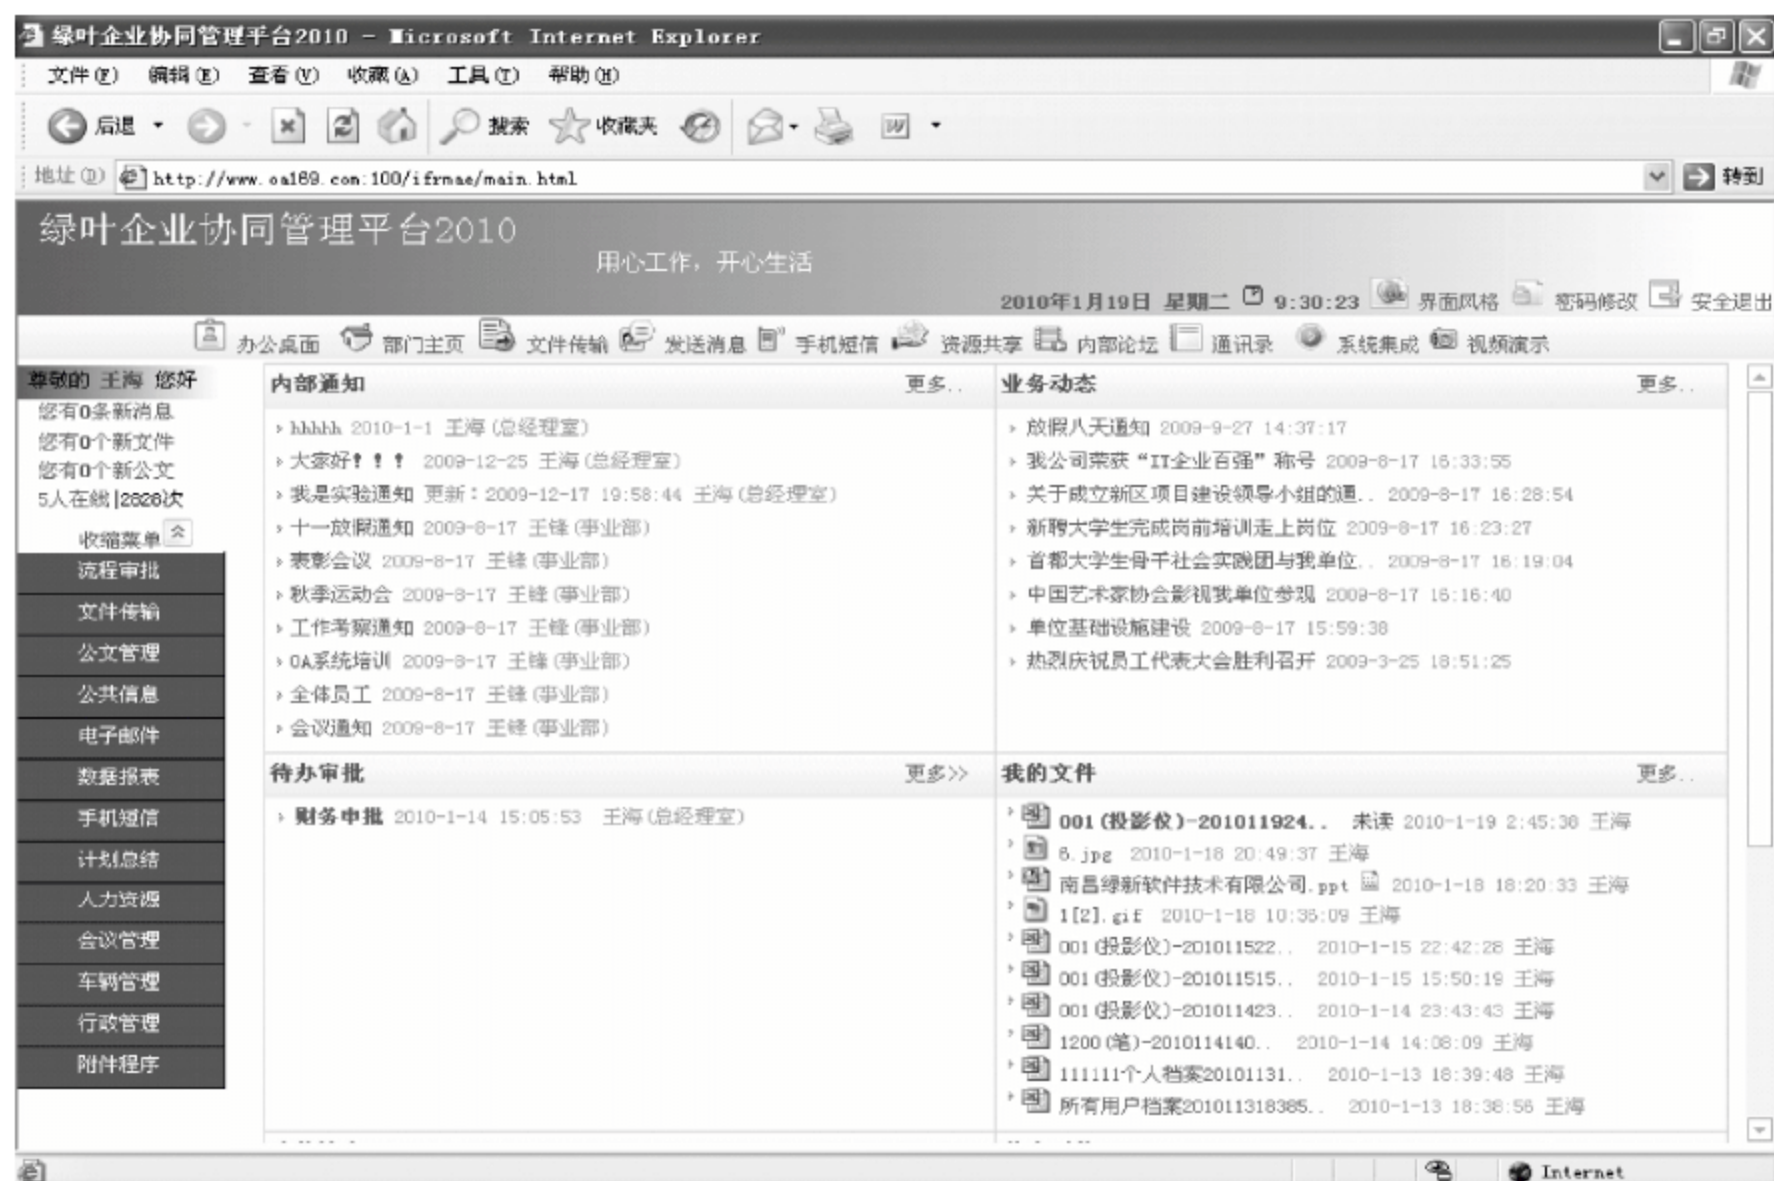 绿叶企业协同管理平台2010 - Microsoft Internet Explorer
文件(F) 编辑(E) 查看(V) 收藏(A) 工具(T) 帮助(H)
后退 搜索 收藏夹
地址(D) http://www.oa169.com:100/ifrmae/main.html 转到
绿叶企业协同管理平台2010
用心工作，开心生活
2010年1月19日 星期二 9:30:23 界面风格 密码修改 安全退出
办公桌面 部门主页 文件传输 发送消息 手机短信 资源共享 内部论坛 通讯录 系统集成 视频演示
尊敬的 王海 您好
您有0条新消息
您有0个新文件
您有0个新公文
5人在线|2828次
收缩菜单
流程审批
文件传输
公文管理
公共信息
电子邮件
数据报表
手机短信
计划总结
人力资源
会议管理
车辆管理
行政管理
附件程序
内部通知 更多..
hhhhh 2010-1-1 王海(总经理室)
大家好！！！ 2009-12-25 王海(总经理室)
我是实验通知 更新：2009-12-17 19:58:44 王海(总经理室)
十一放假通知 2009-8-17 王锋(事业部)
表彰会议 2009-8-17 王锋(事业部)
秋季运动会 2009-8-17 王锋(事业部)
工作考察通知 2009-8-17 王锋(事业部)
OA系统培训 2009-8-17 王锋(事业部)
全体员工 2009-8-17 王锋(事业部)
会议通知 2009-8-17 王锋(事业部)
业务动态 更多..
放假八天通知 2009-9-27 14:37:17
我公司荣获“IT企业百强”称号 2009-8-17 16:33:55
关于成立新区项目建设领导小组的通.. 2009-8-17 16:28:54
新聘大学生完成岗前培训走上岗位 2009-8-17 16:23:27
首都大学生骨干社会实践团与我单位.. 2009-8-17 16:19:04
中国艺术家协会影视我单位参观 2009-8-17 16:16:40
单位基础设施建设 2009-8-17 15:59:38
热烈庆祝员工代表大会胜利召开 2009-3-25 18:51:25
待办审批 更多>>
财务申批 2010-1-14 15:05:53 王海(总经理室)
我的文件 更多..
001(投影仪)-201011924.. 未读 2010-1-19 2:45:38 王海
6.jpg 2010-1-18 20:49:37 王海
南昌绿新软件技术有限公司.ppt 2010-1-18 18:20:33 王海
1[2].gif 2010-1-18 10:36:09 王海
001(投影仪)-201011522.. 2010-1-15 22:42:28 王海
001(投影仪)-201011515.. 2010-1-15 15:50:19 王海
001(投影仪)-201011423.. 2010-1-14 23:43:43 王海
1200(笔)-2010114140.. 2010-1-14 14:08:09 王海
111111个人档案20101131.. 2010-1-13 18:39:48 王海
所有用户档案201011318385.. 2010-1-13 18:38:56 王海
Internet